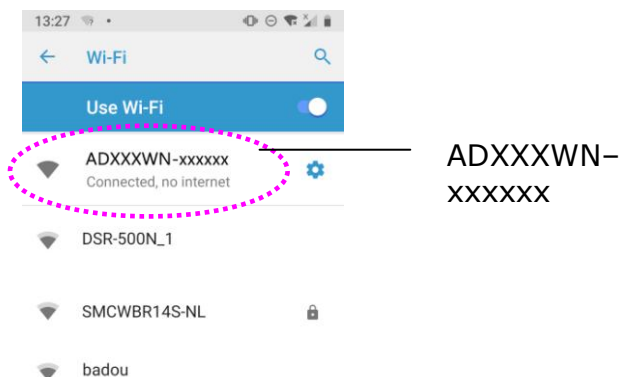 13:27
Wi-Fi
Use Wi-Fi
ADXXXWN-xxxxxx
Connected, no internet
DSR-500N_1
SMCWBR14S-NL
badou
ADXXXWN–
xxxxxx